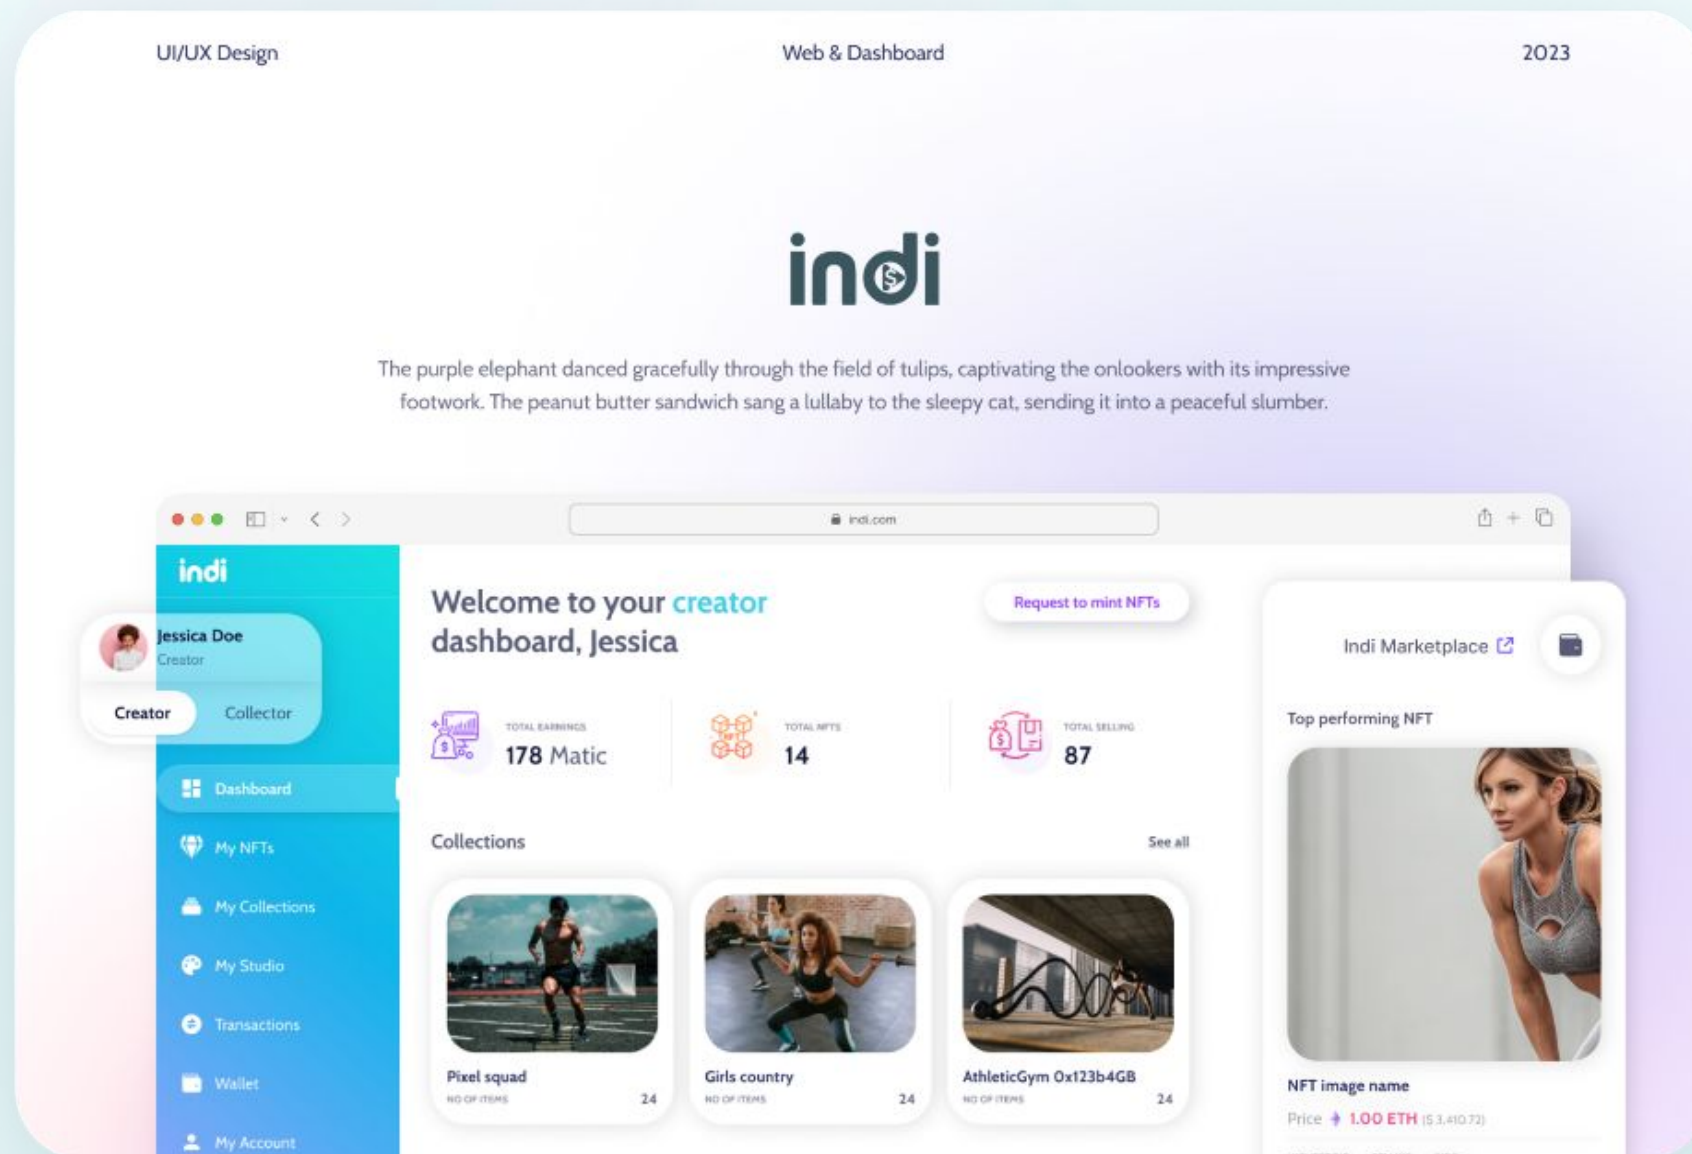 UI/UX Design
Web & Dashboard
2023
indi
The purple elephant danced gracefully through the field of tulips, captivating the onlookers with its impressive
footwork. The peanut butter sandwich sang a lullaby to the sleepy cat, sending it into a peaceful slumber.
indi.com
indi
Jessica Doe
Creator
Creator
Collector
Dashboard
My NFTs
My Collections
My Studio
Transactions
Wallet
My Account
Welcome to your creator
dashboard, Jessica
Request to mint NFTs
TOTAL EARNINGS
178 Matic
TOTAL NFTS
14
TOTAL SELLING
87
Collections
See all
Pixel squad
NO OF ITEMS
24
Girls country
NO OF ITEMS
24
AthleticGym 0x123b4GB
NO OF ITEMS
24
Indi Marketplace
Top performing NFT
NFT image name
Price 1.00 ETH ($ 3,410.72)